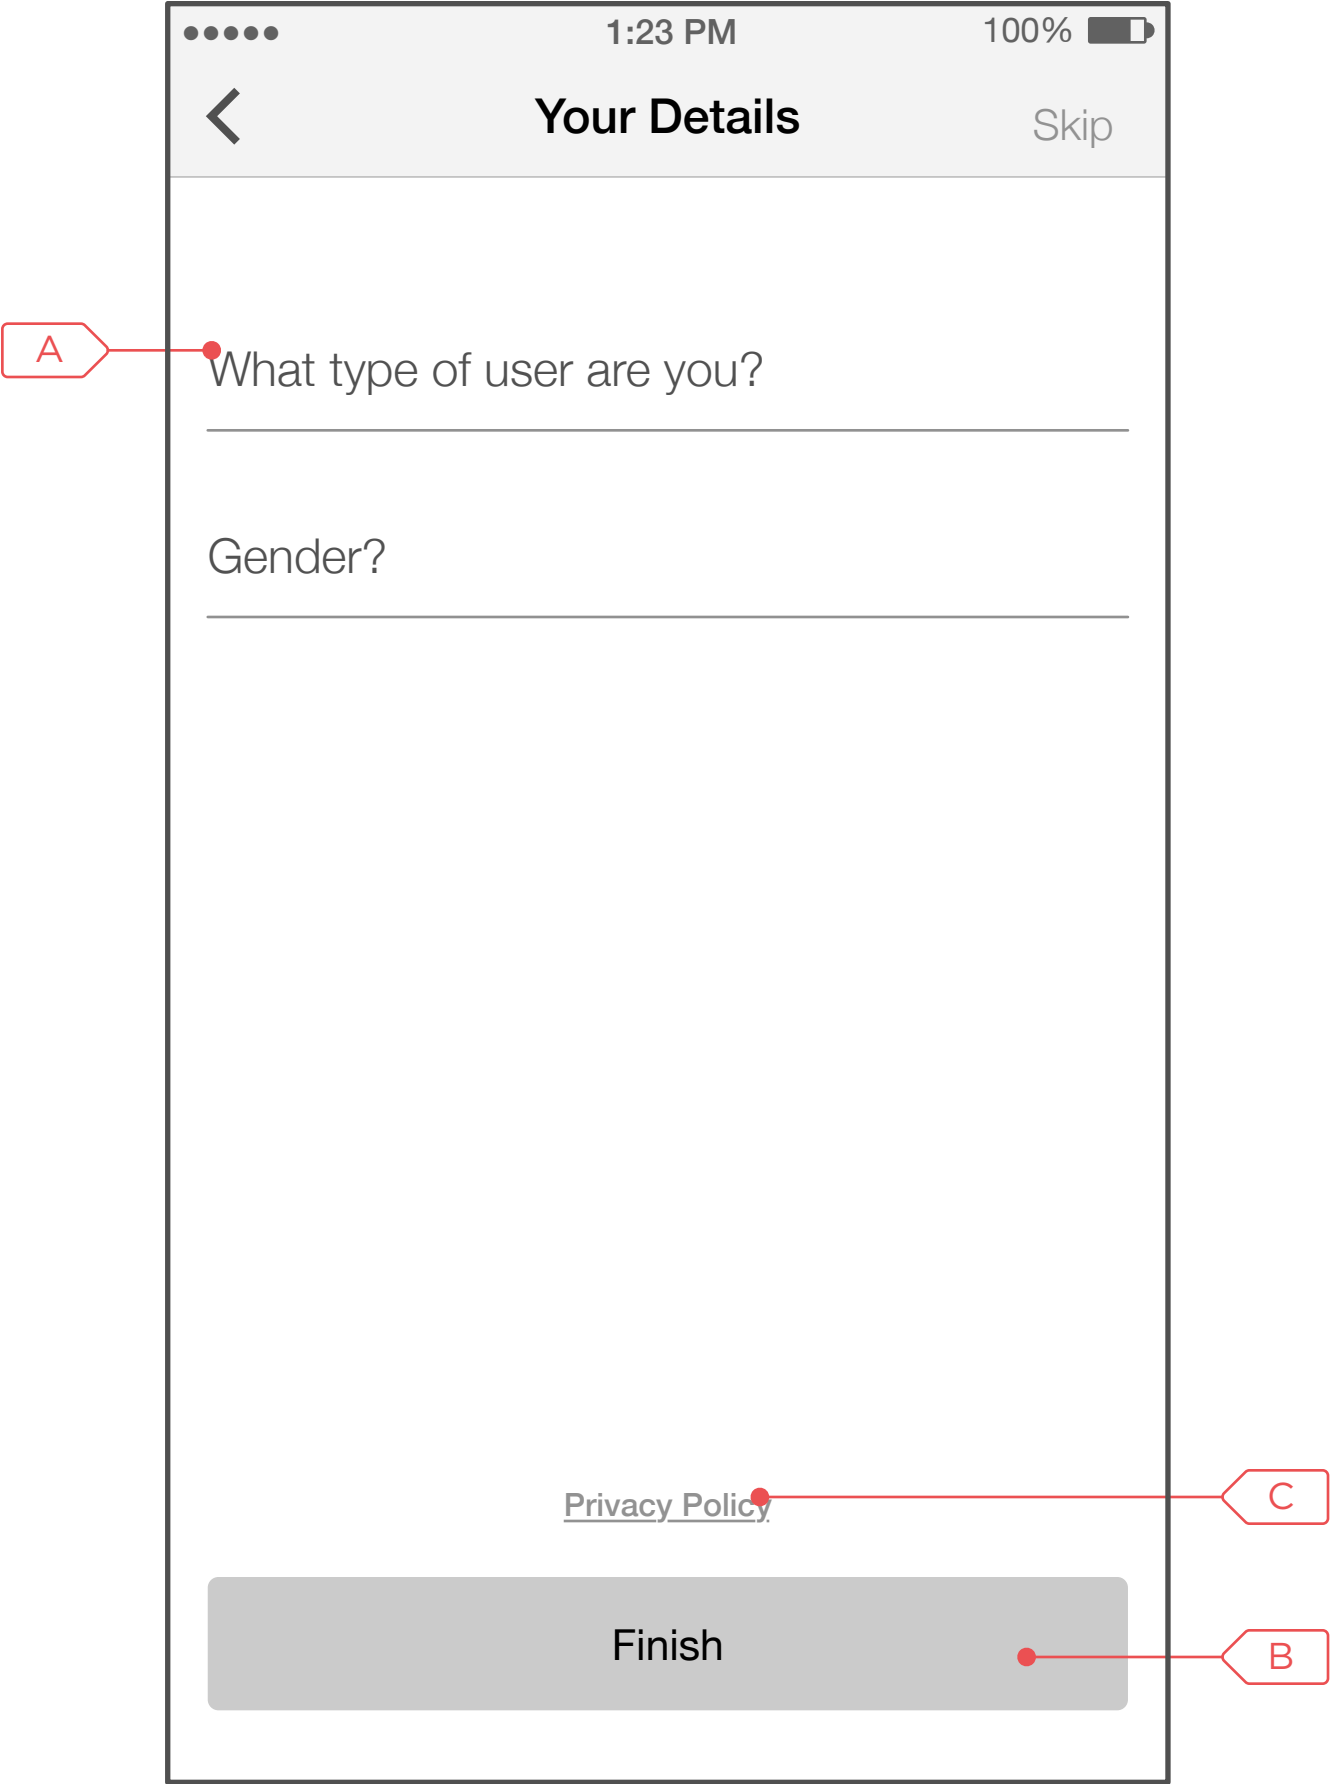 1:23 PM
100%
Your Details
Skip
A
What type of user are you?
Gender?
Privacy Policy
C
Finish
B